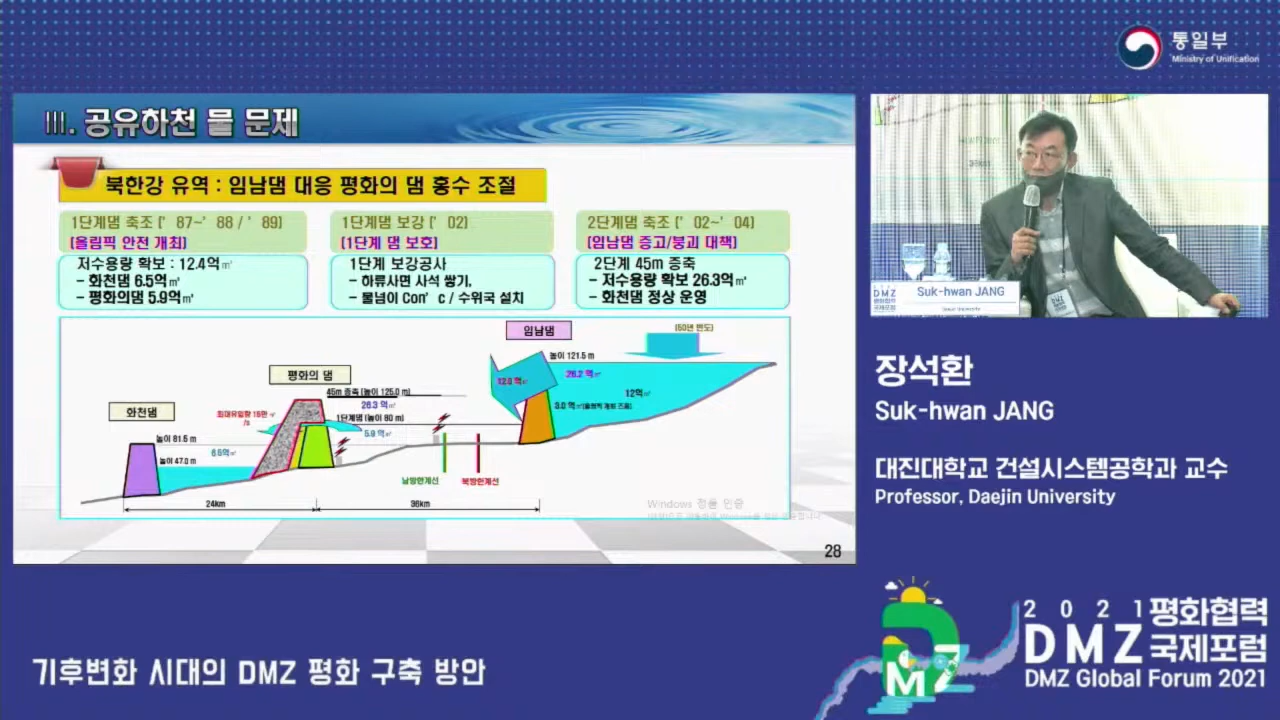 통일부
Ministry of Unification
Ⅲ. 공유하천 물 문제
북한강 유역 : 임남댐 대응 평화의 댐 홍수 조절
1단계댐 축조 (’87~’88 / ’89)
(올림픽 안전 개최)
저수용량 확보 : 12.4억㎥
- 화천댐 6.5억㎥
- 평화의댐 5.9억㎥
1단계댐 보강 (’02)
(1단계 댐 보호)
1단계 보강공사
- 하류사면 사석 쌓기,
- 물넘이 Con’c / 수위국 설치
2단계댐 축조 (’02~’04)
(임남댐 증고/붕괴 대책)
2단계 45m 증축
- 저수용량 확보 26.3억㎥
- 화천댐 정상 운영
임남댐
(50년 빈도)
높이 121.5 m
26.2 억㎥
12억㎥
평화의 댐
45m 증축 (높이 125.0 m)
26.3 억㎥
1단계댐 (높이 80 m)
5.9 억㎥
화천댐
높이 81.5 m
높이 47.0 m
6.5억㎥
남방한계선
북방한계선
24km
36km
Windows 정품 인증
28
Suk-hwan JANG
장석환
Suk-hwan JANG
대진대학교 건설시스템공학과 교수
Professor, Daejin University
기후변화 시대의 DMZ 평화 구축 방안
2021 평화협력
DMZ 국제포럼
DMZ Global Forum 2021